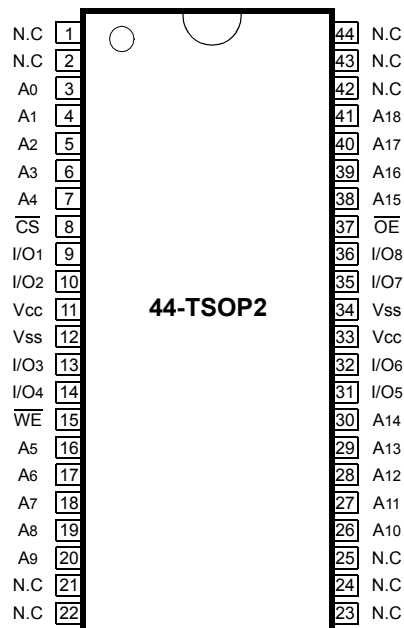 N.C 1 44 N.C
N.C 2 43 N.C
A0 3 42 N.C
A1 4 41 A18
A2 5 40 A17
A3 6 39 A16
A4 7 38 A15
CS 8 37 OE
I/O1 9 36 I/O8
I/O2 10 35 I/O7
Vcc 11 44-TSOP2 34 Vss
Vss 12 33 Vcc
I/O3 13 32 I/O6
I/O4 14 31 I/O5
WE 15 30 A14
A5 16 29 A13
A6 17 28 A12
A7 18 27 A11
A8 19 26 A10
A9 20 25 N.C
N.C 21 24 N.C
N.C 22 23 N.C